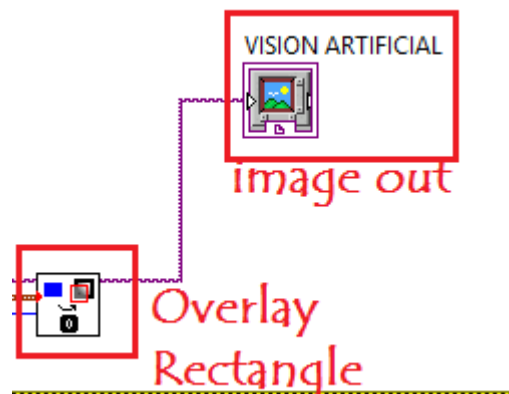 VISION ARTIFICIAL
image out
0
Overlay
Rectangle